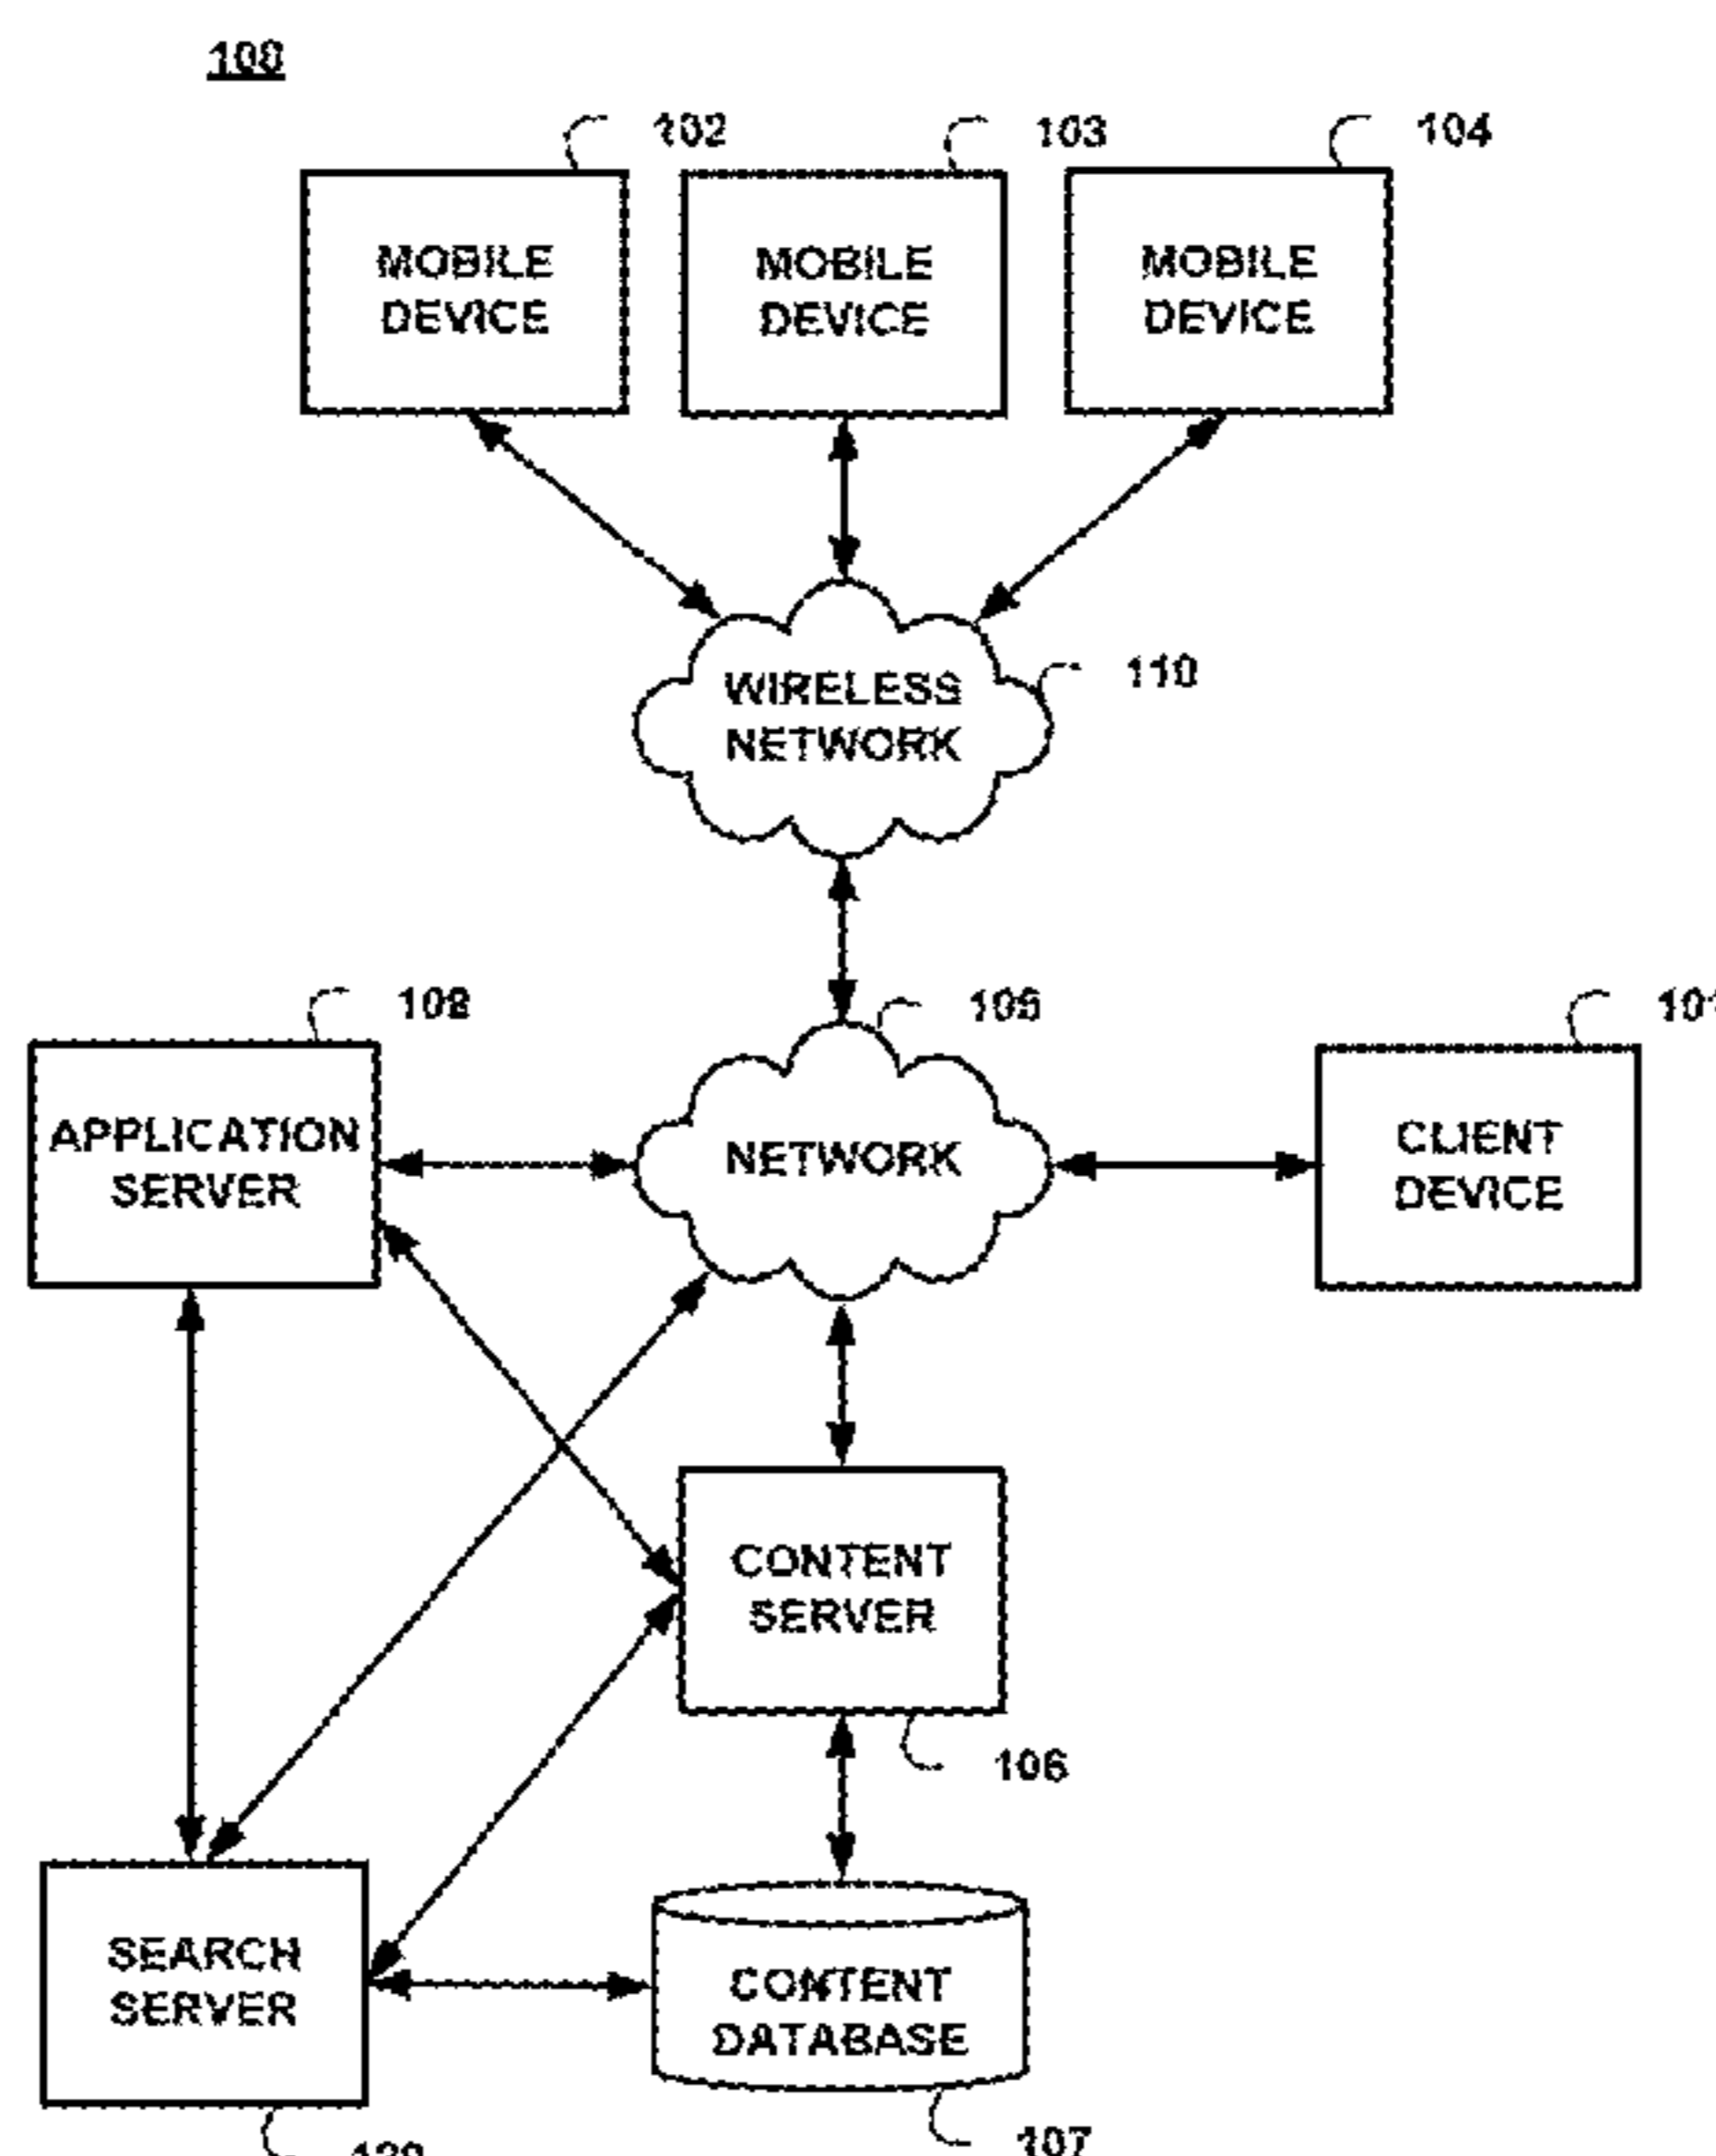 100
102
103
104
MOBILE
DEVICE
MOBILE
DEVICE
MOBILE
DEVICE
WIRELESS
NETWORK
110
108
105
101
APPLICATION
SERVER
NETWORK
CLIENT
DEVICE
CONTENT
SERVER
106
SEARCH
SERVER
CONTENT
DATABASE
107